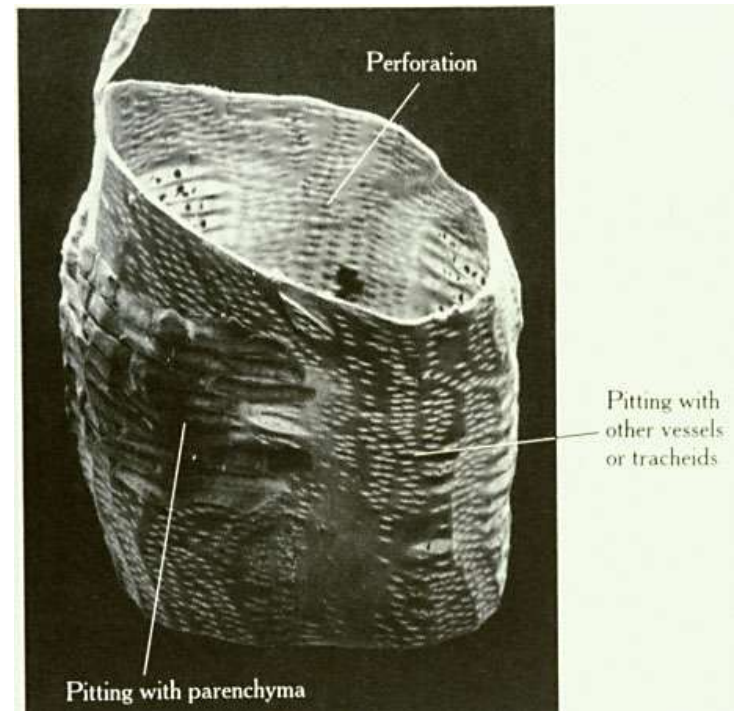 Perforation
Pitting with
other vessels
or tracheids
Pitting with parenchyma